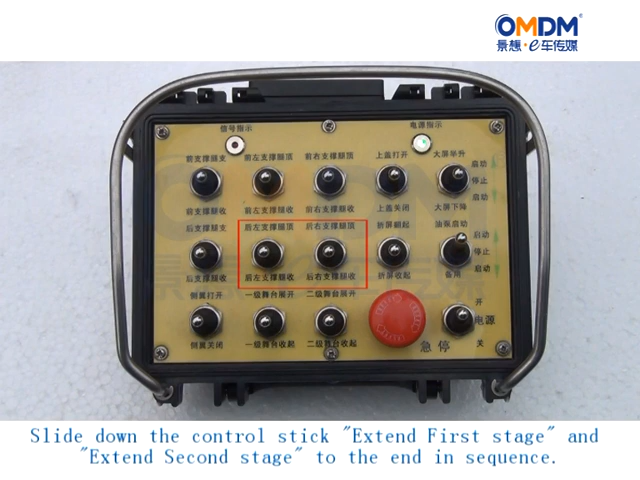 OMDM
景想·e车传媒
信号指示 电源指示
前支撑腿支 前左支撑腿顶 前右支撑腿顶 上盖打开 大屏举升 启动
停止
前支撑腿收 前左支撑腿收 前右支撑腿收 上盖关闭 大屏下降 启动
后支撑腿支 后左支撑腿顶 后右支撑腿顶 折屏翻起 油泵启动 启动
停止
后支撑腿收 后左支撑腿收 后右支撑腿收 折屏收起 备用 启动
侧翼打开 一级舞台展开 二级舞台展开 开
电源
侧翼关闭 一级舞台收起 二级舞台收起 急停 关
Slide down the control stick "Extend First stage" and
"Extend Second stage" to the end in sequence.